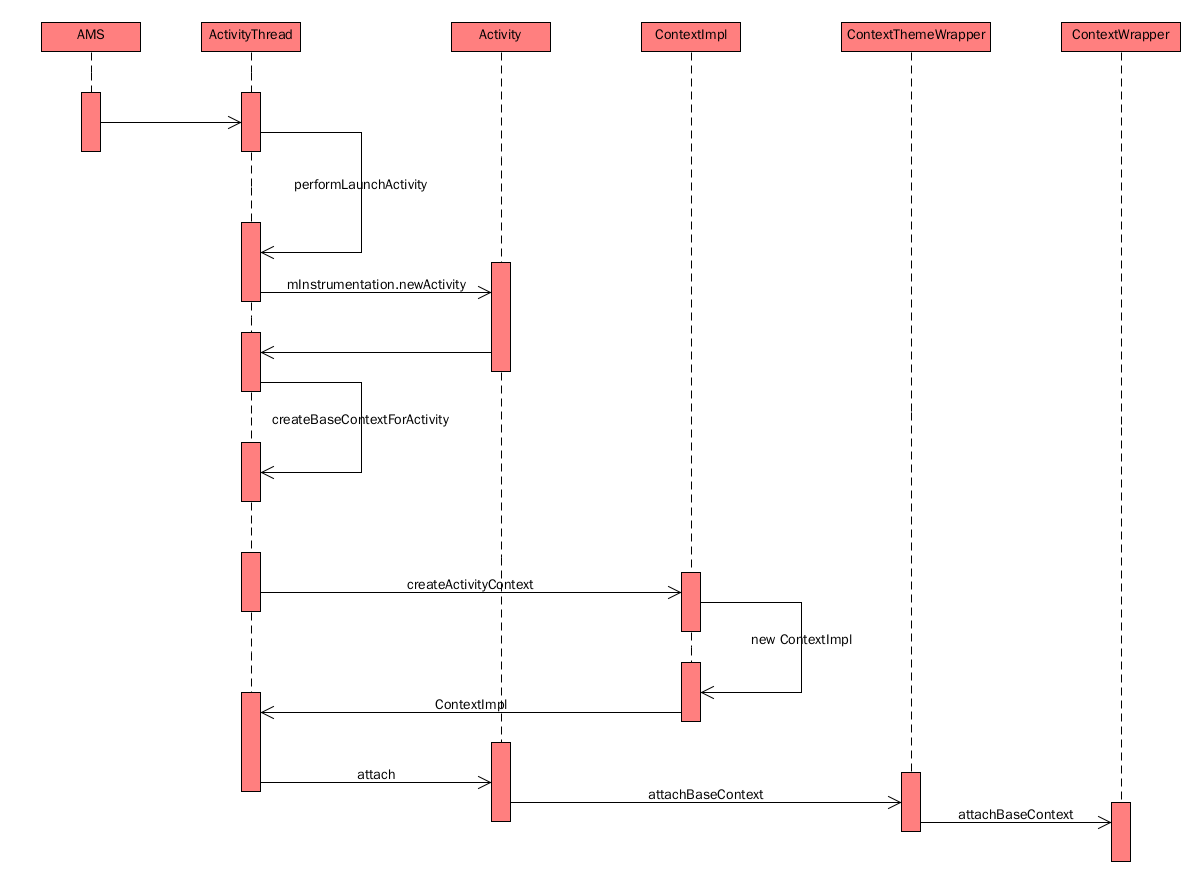 AMS
ActivityThread
Activity
ContextImpl
ContextThemeWrapper
ContextWrapper
performLaunchActivity
mInstrumentation.newActivity
createBaseContextForActivity
createActivityContext
new ContextImpl
ContextImpl
attach
attachBaseContext
attachBaseContext